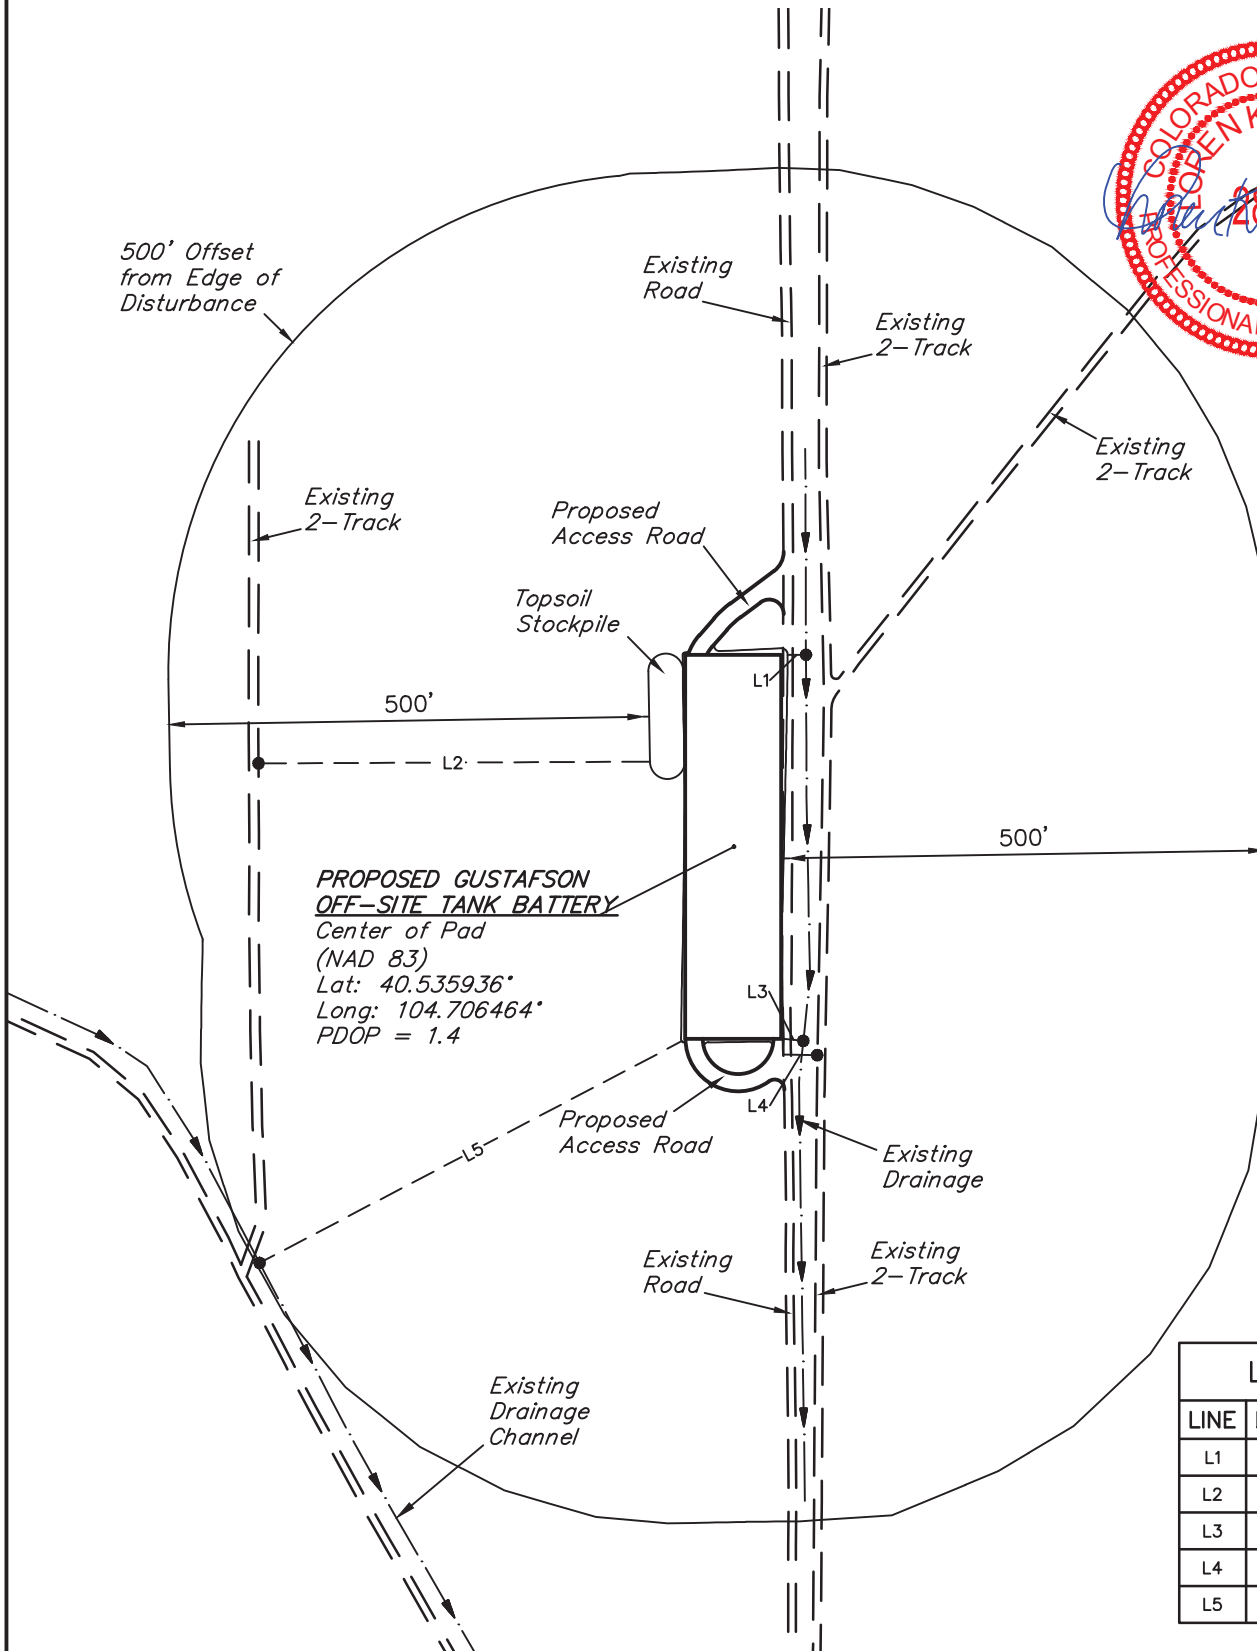 COLORADO
LOREN K
PROFESSIONAL
500' Offset
from Edge of
Disturbance
Existing
Road
Existing
2-Track
Existing
2-Track
Existing
2-Track
Proposed
Access Road
Topsoil
Stockpile
L1
500'
L2
500'
PROPOSED GUSTAFSON
OFF-SITE TANK BATTERY
Center of Pad
(NAD 83)
Lat: 40.535936°
Long: 104.706464°
PDOP = 1.4
L3
L4
Proposed
Access Road
L5
Existing
Drainage
Existing
Road
Existing
2-Track
Existing
Drainage
Channel
L
LINE
L1
L2
L3
L4
L5